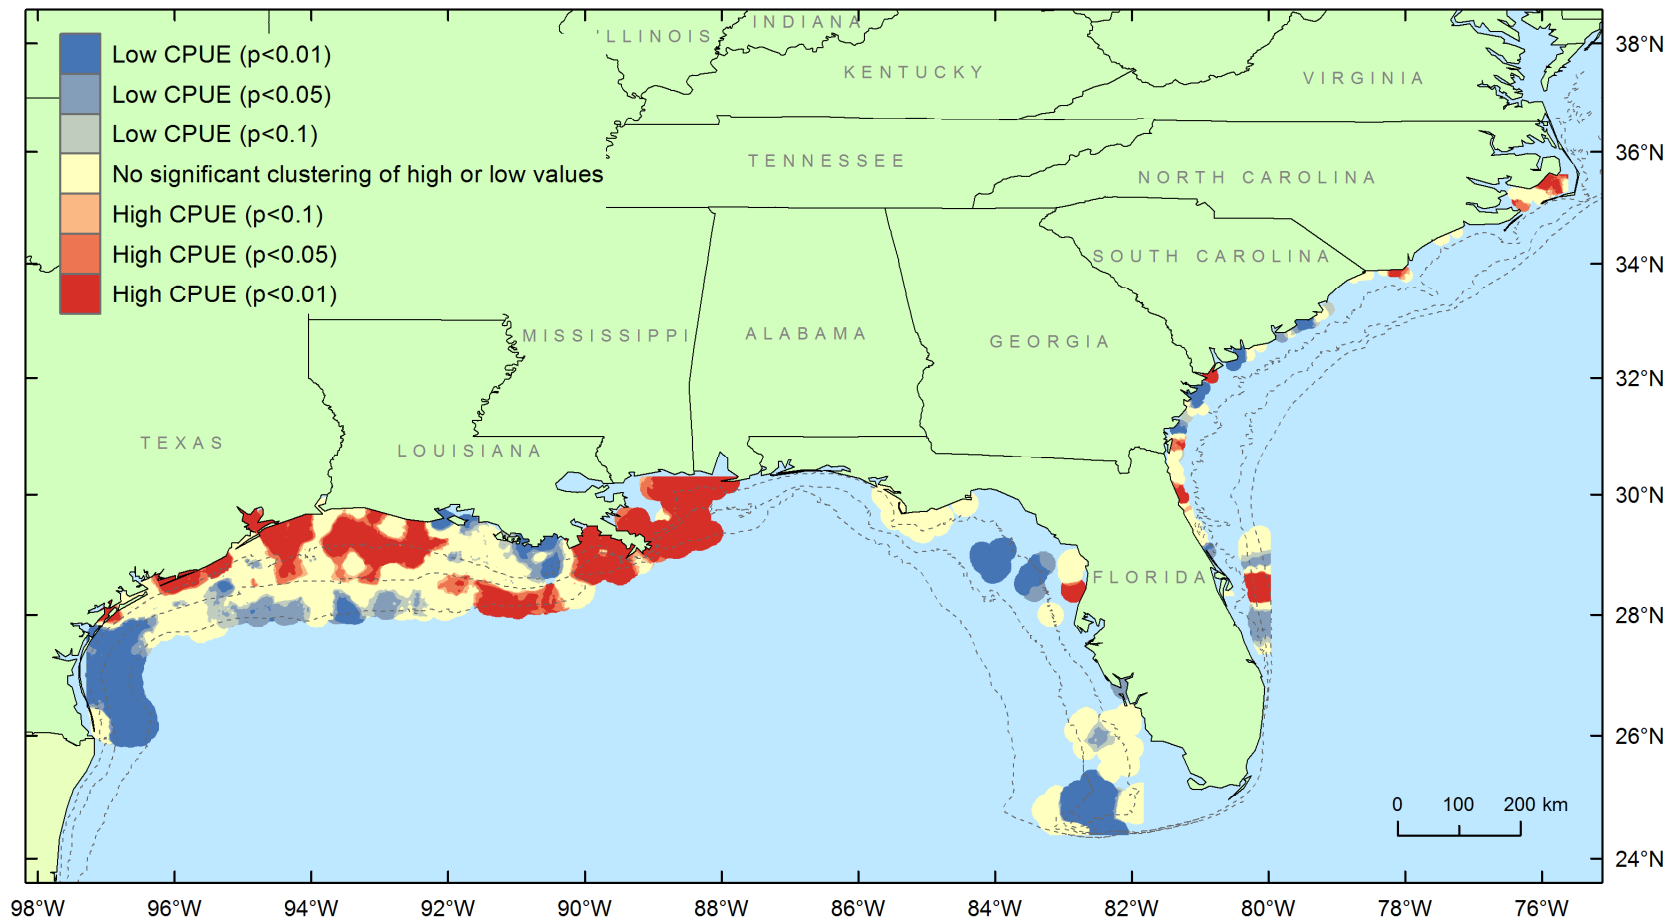 INDIANA
'LLINOIS
Low CPUE (p<0.01)
38°N
KENTUCKY
VIRGINIA
Low CPUE (p<0.05)
Low CPUE (p<0.1)
36°N
TENNESSEE
No significant clustering of high or low values
NORTH CAROLINA
High CPUE (p<0.1)
High CPUE (p<0.05)
SOUTH CAROLINA
34°N
High CPUE (p<0.01)
MISSISSIPPI
ALABAMA
GEORGIA
32°N
TEXAS
LOUISIANA
30°N
FLORIDA
28°N
26°N
0 100 200 km
24°N
98°W 96°W 94°W 92°W 90°W 88°W 86°W 84°W 82°W 80°W 78°W 76°W